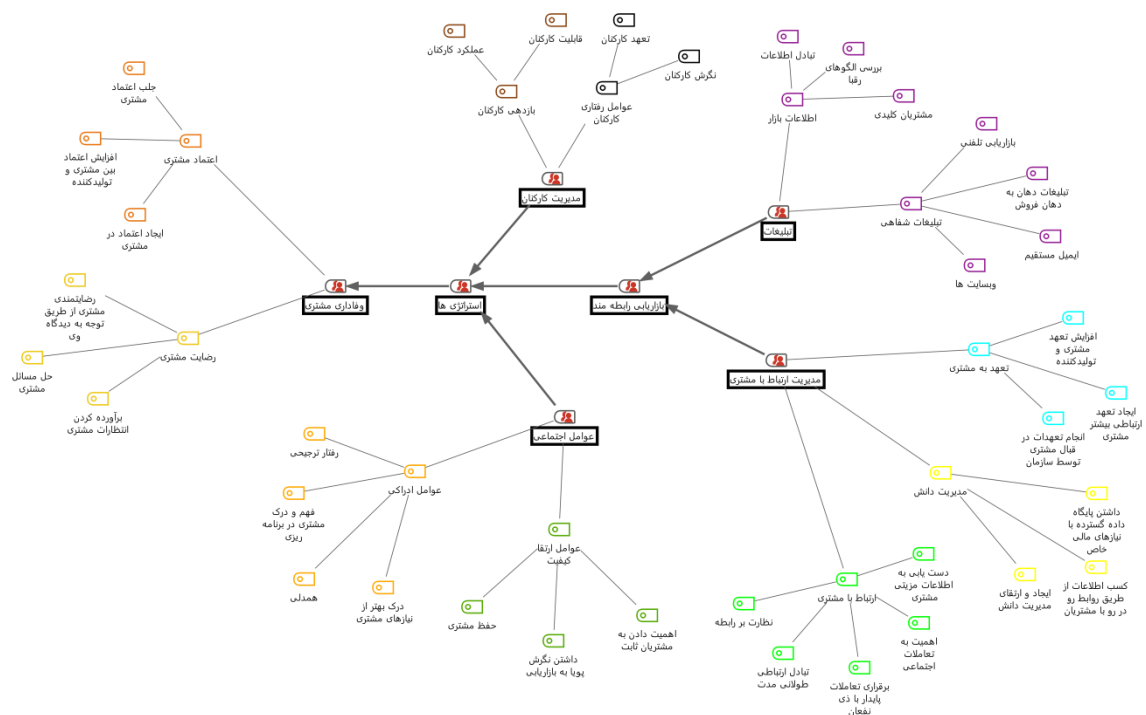 عملکرد کارکنان
قابلیت کارکنان
تعهد کارکنان
نگرش کارکنان
بازدهی کارکنان
عوامل رفتاری
کارکنان
مدیریت کارکنان
تبادل اطلاعات
بررسی الگوهای
رقبا
مشتریان کلیدی
اطلاعات بازار
بازاریابی تلفنی
تبلیغات دهان به
دهان فروش
تبلیغات شفاهی
ایمیل مستقیم
وبسایت ها
تبلیغات
جلب اعتماد
مشتری
افزایش اعتماد
بین مشتری و
تولیدکننده
اعتماد مشتری
ایجاد اعتماد در
مشتری
وفاداری مشتری
استراتژی ها
بازاریابی رابطه مند
رضایتمندی
مشتری از طریق
توجه به دیدگاه
وی
رضایت مشتری
حل مسائل
مشتری
برآورده کردن
انتظارات مشتری
مدیریت ارتباط با مشتری
افزایش تعهد
مشتری و
تولیدکننده
تعهد به مشتری
ایجاد تعهد
ارتباطی بیشتر
مشتری
انجام تعهدات در
قبال مشتری
توسط سازمان
عوامل اجتماعی
رفتار ترجیحی
عوامل ادراکی
فهم و درک
مشتری در برنامه
ریزی
همدلی
درک بهتر از
نیازهای مشتری
عوامل ارتقا
کیفیت
حفظ مشتری
داشتن نگرش
پویا به بازاریابی
اهمیت دادن به
مشتریان ثابت
مدیریت دانش
داشتن پایگاه
داده گسترده با
نیازهای مالی
خاص
کسب اطلاعات از
طریق روابط رو
در رو با مشتریان
ایجاد و ارتقای
مدیریت دانش
دست یابی به
اطلاعات مزیتی
مشتری
ارتباط با مشتری
نظارت بر رابطه
اهمیت به
تعاملات
اجتماعی
تبادل ارتباطی
طولانی مدت
برقراری تعاملات
پایدار با ذی
نفعان